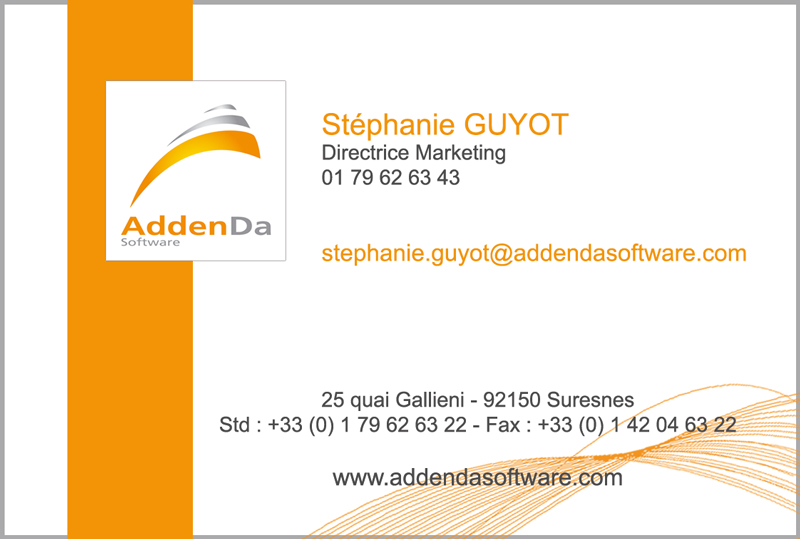 AddenDa
Software
Stéphanie GUYOT
Directrice Marketing
01 79 62 63 43
stephanie.guyot@addendasoftware.com
25 quai Gallieni - 92150 Suresnes
Std : +33 (0) 1 79 62 63 22 - Fax : +33 (0) 1 42 04 63 22
www.addendasoftware.com